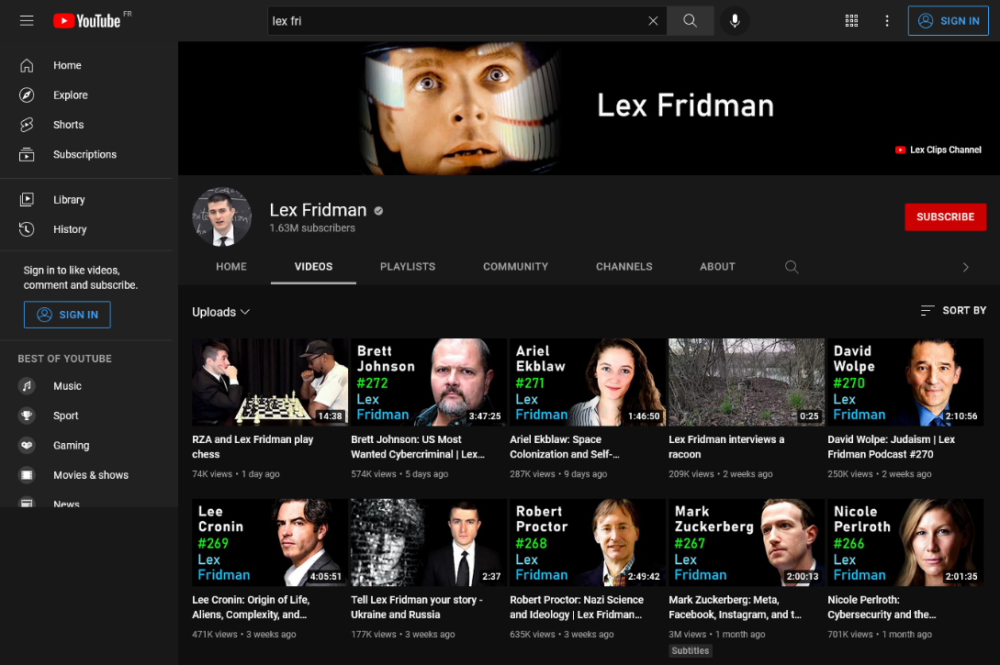 YouTube FR
lex fri
SIGN IN
Home
Explore
Shorts
Subscriptions
Library
History
Sign in to like videos,
comment and subscribe.
SIGN IN
BEST OF YOUTUBE
Music
Sport
Gaming
Movies & shows
News
Lex Fridman
Lex Clips Channel
Lex Fridman
1.63M subscribers
SUBSCRIBE
HOME VIDEOS PLAYLISTS COMMUNITY CHANNELS ABOUT
Uploads
SORT BY
14:38
RZA and Lex Fridman play
chess
74K views • 1 day ago
Brett
Johnson
#272
Lex
Fridman
3:47:25
Brett Johnson: US Most
Wanted Cybercriminal | Lex...
574K views • 5 days ago
Ariel
Ekblaw
#271
Lex
Fridman
1:46:50
Ariel Ekblaw: Space
Colonization and Self-...
287K views • 9 days ago
0:25
Lex Fridman interviews a
racoon
209K views • 2 weeks ago
David
Wolpe
#270
Lex
Fridman
2:10:56
David Wolpe: Judaism | Lex
Fridman Podcast #270
250K views • 2 weeks ago
Lee
Cronin
#269
Lex
Fridman
4:05:51
Lee Cronin: Origin of Life,
Aliens, Complexity, and...
471K views • 3 weeks ago
2:37
Tell Lex Fridman your story -
Ukraine and Russia
177K views • 3 weeks ago
Robert
Proctor
#268
Lex
Fridman
2:49:42
Robert Proctor: Nazi Science
and Ideology | Lex Fridman...
635K views • 3 weeks ago
Mark
Zuckerberg
#267
Lex
Fridman
2:00:13
Mark Zuckerberg: Meta,
Facebook, Instagram, and t...
3M views • 1 month ago
Subtitles
Nicole
Perlroth
#266
Lex
Fridman
2:01:35
Nicole Perlroth:
Cybersecurity and the...
701K views • 1 month ago